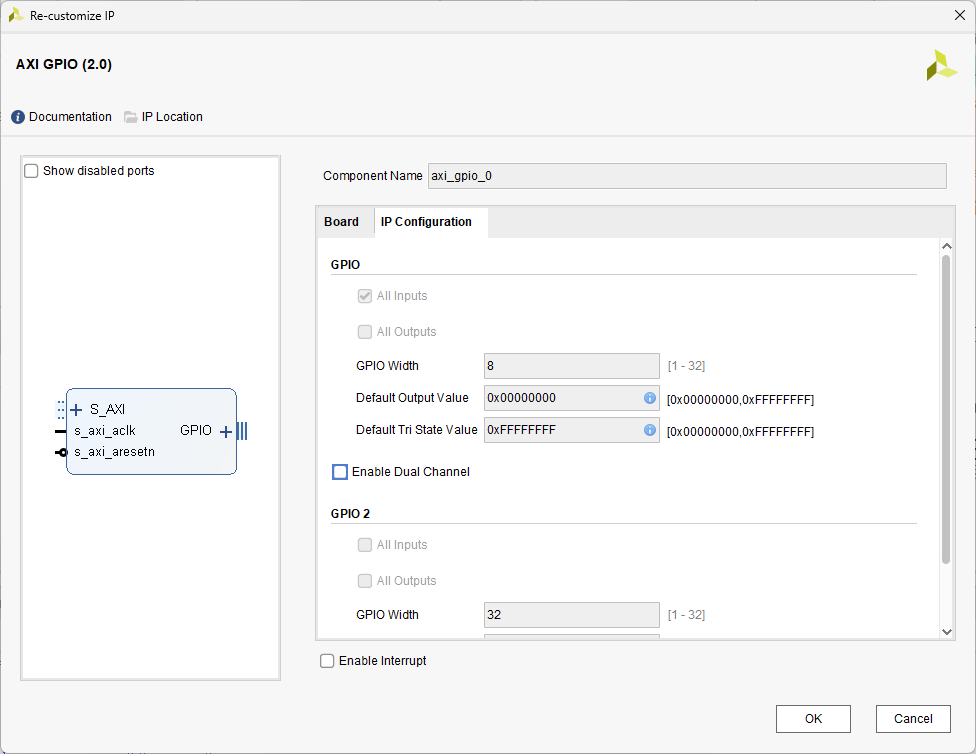 Re-customize IP
AXI GPIO (2.0)
Documentation IP Location
Show disabled ports
S_AXI
s_axi_aclk GPIO
s_axi_aresetn
Component Name axi_gpio_0
Board IP Configuration
GPIO
All Inputs
All Outputs
GPIO Width 8 [1 - 32]
Default Output Value 0x00000000 [0x00000000,0xFFFFFFFF]
Default Tri State Value 0xFFFFFFFF [0x00000000,0xFFFFFFFF]
Enable Dual Channel
GPIO 2
All Inputs
All Outputs
GPIO Width 32 [1 - 32]
Enable Interrupt
OK Cancel